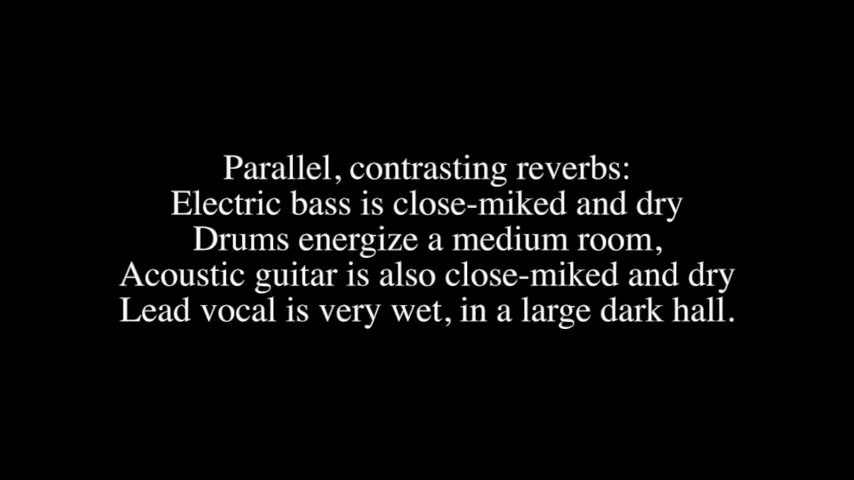 Parallel, contrasting reverbs:
Electric bass is close-miked and dry
Drums energize a medium room,
Acoustic guitar is also close-miked and dry
Lead vocal is very wet, in a large dark hall.